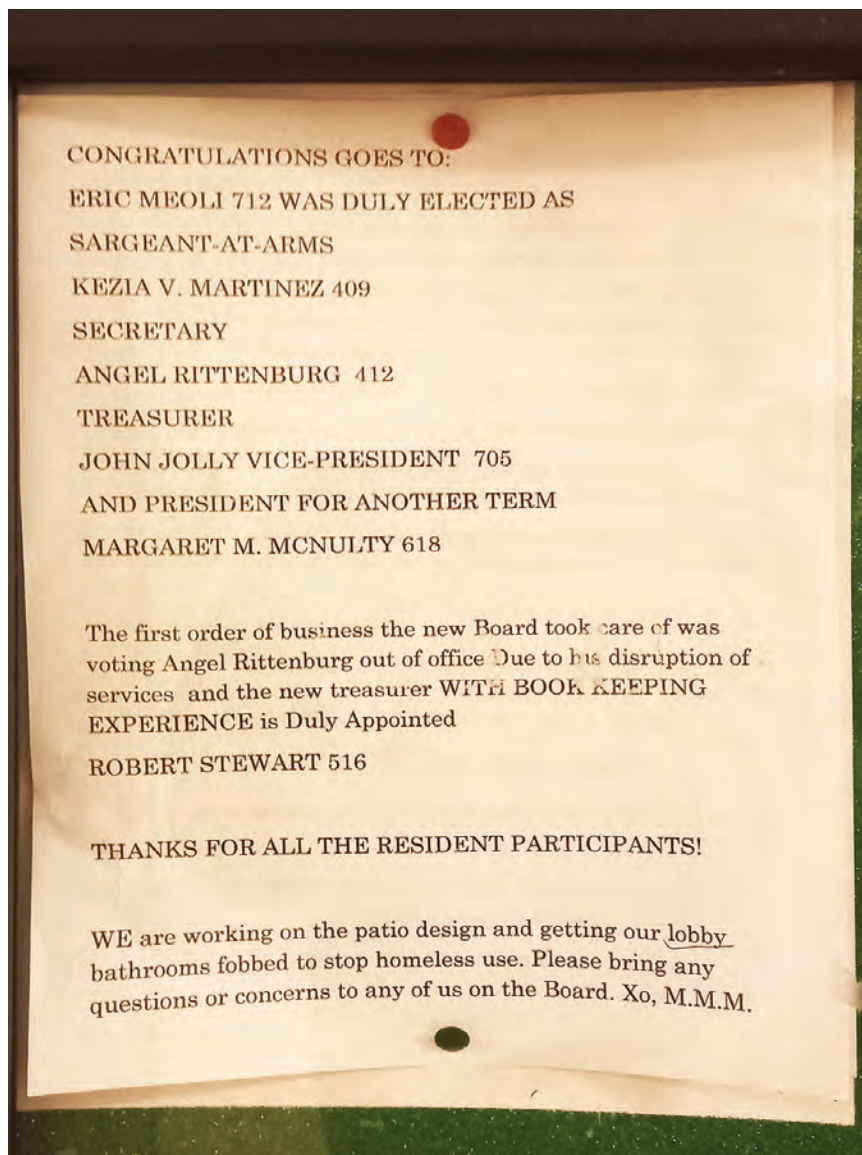 CONGRATULATIONS GOES TO:
ERIC MEOLI 712 WAS DULY ELECTED AS
SARGEANT-AT-ARMS
KEZIA V. MARTINEZ 409
SECRETARY
ANGEL RITTENBURG 412
TREASURER
JOHN JOLLY VICE-PRESIDENT 705
AND PRESIDENT FOR ANOTHER TERM
MARGARET M. MCNULTY 618
The first order of business the new Board took care of was
voting Angel Rittenburg out of office Due to his disruption of
services and the new treasurer WITH BOOK KEEPING
EXPERIENCE is Duly Appointed
ROBERT STEWART 516
THANKS FOR ALL THE RESIDENT PARTICIPANTS!
WE are working on the patio design and getting our lobby
bathrooms fobbed to stop homeless use. Please bring any
questions or concerns to any of us on the Board. Xo, M.M.M.